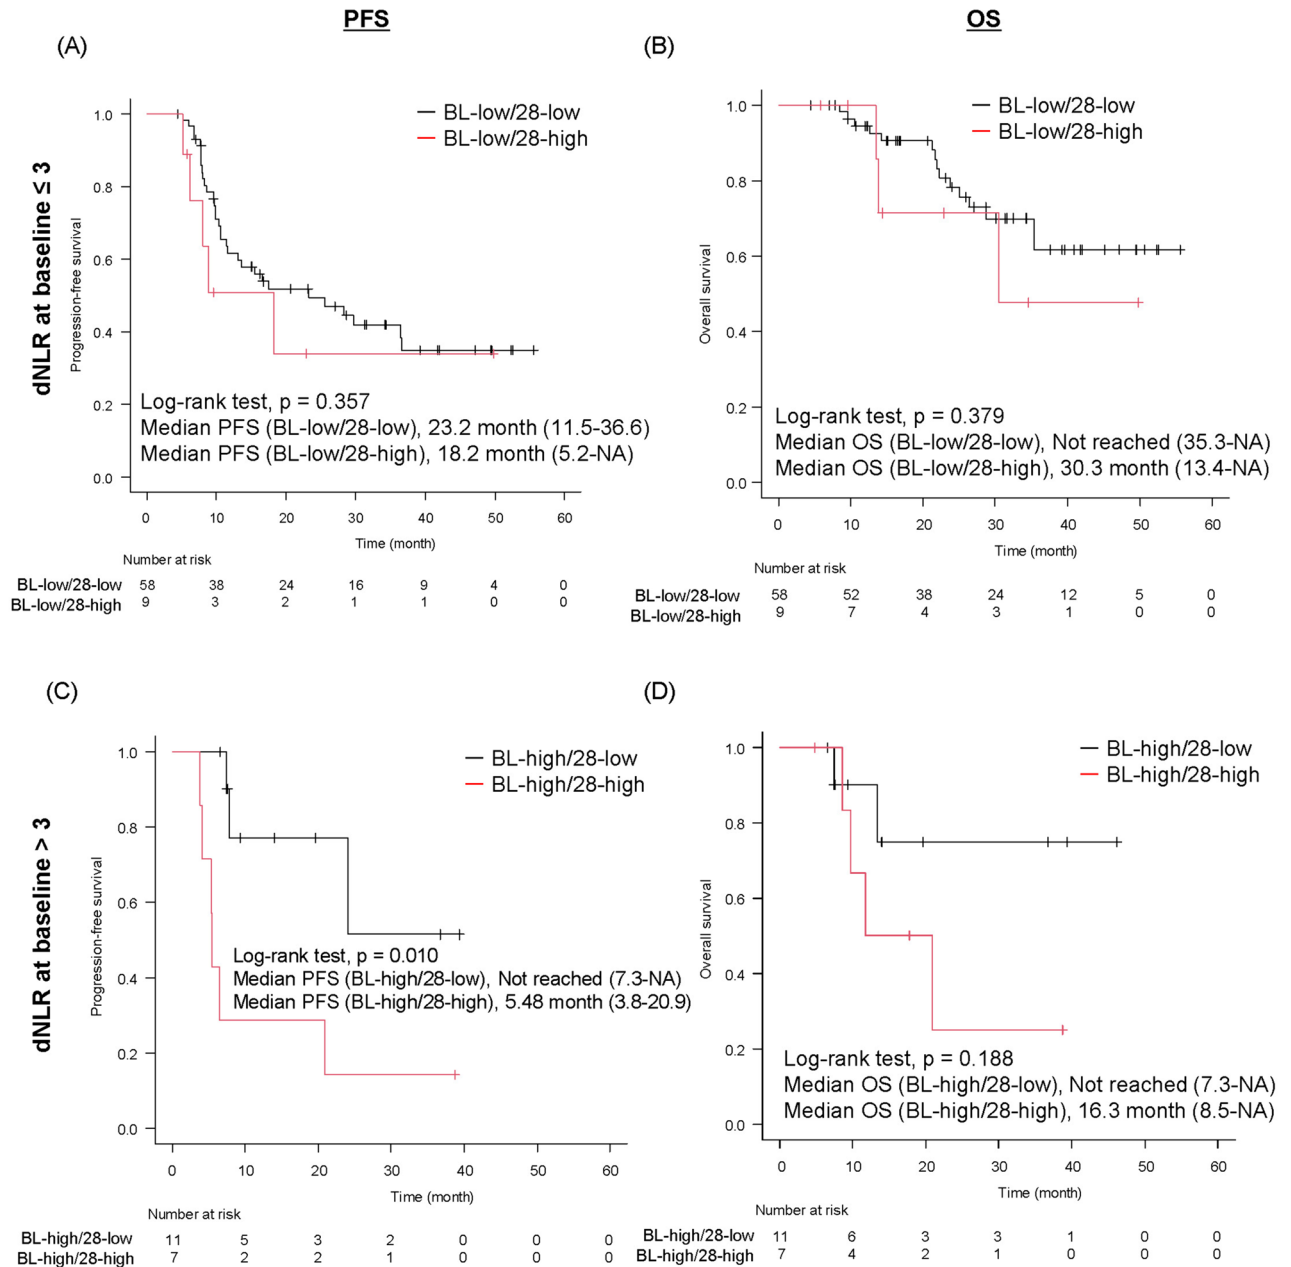 PFS
OS
(A)
dNLR at baseline ≤ 3
Progression-free survival
1.0
0.8
0.6
0.4
0.2
0.0
BL-low/28-low
BL-low/28-high
Log-rank test, p = 0.357
Median PFS (BL-low/28-low), 23.2 month (11.5-36.6)
Median PFS (BL-low/28-high), 18.2 month (5.2-NA)
0 10 20 30 40 50 60
Time (month)
Number at risk
BL-low/28-low 58 38 24 16 9 4 0
BL-low/28-high 9 3 2 1 1 0 0
(B)
Overall survival
1.0
0.8
0.6
0.4
0.2
0.0
BL-low/28-low
BL-low/28-high
Log-rank test, p = 0.379
Median OS (BL-low/28-low), Not reached (35.3-NA)
Median OS (BL-low/28-high), 30.3 month (13.4-NA)
0 10 20 30 40 50 60
Time (month)
Number at risk
BL-low/28-low 58 52 38 24 12 5 0
BL-low/28-high 9 7 4 3 1 0 0
(C)
dNLR at baseline > 3
Progression-free survival
1.0
0.8
0.6
0.4
0.2
0.0
BL-high/28-low
BL-high/28-high
Log-rank test, p = 0.010
Median PFS (BL-high/28-low), Not reached (7.3-NA)
Median PFS (BL-high/28-high), 5.48 month (3.8-20.9)
0 10 20 30 40 50 60
Time (month)
Number at risk
BL-high/28-low 11 5 3 2 0 0 0
BL-high/28-high 7 2 2 1 0 0 0
(D)
Overall survival
1.0
0.8
0.6
0.4
0.2
0.0
BL-high/28-low
BL-high/28-high
Log-rank test, p = 0.188
Median OS (BL-high/28-low), Not reached (7.3-NA)
Median OS (BL-high/28-high), 16.3 month (8.5-NA)
0 10 20 30 40 50 60
Time (month)
Number at risk
BL-high/28-low 11 6 3 3 1 0 0
BL-high/28-high 7 4 2 1 0 0 0